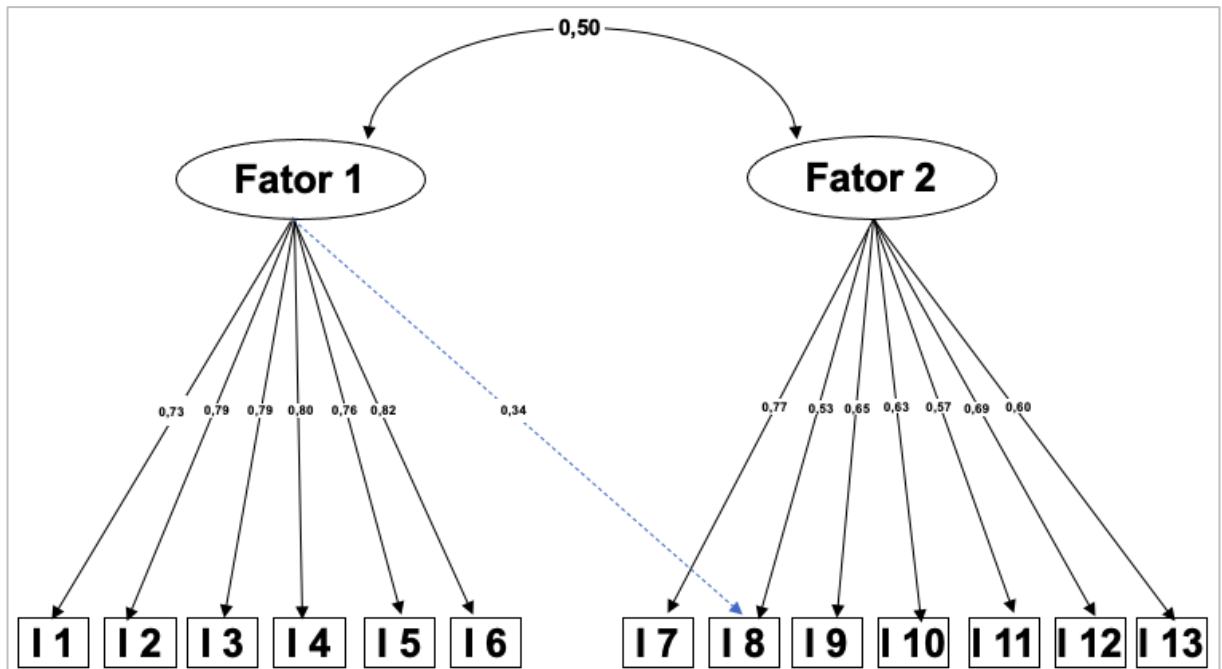 0,50
Fator 1
Fator 2
0,73 0,79 0,79 0,80 0,76 0,82 0,34 0,77 0,53 0,65 0,63 0,57 0,69 0,60
I 1 I 2 I 3 I 4 I 5 I 6 I 7 I 8 I 9 I 10 I 11 I 12 I 13